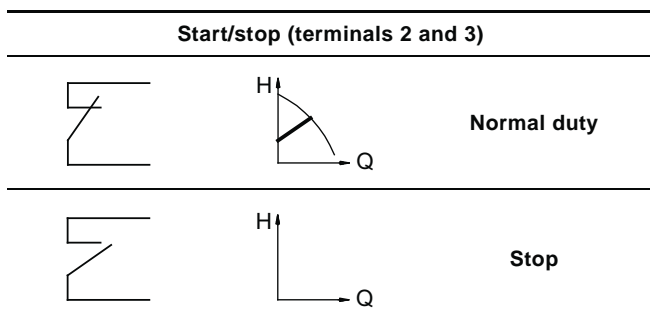 Start/stop (terminals 2 and 3)
H
Q
Normal duty
H
Q
Stop